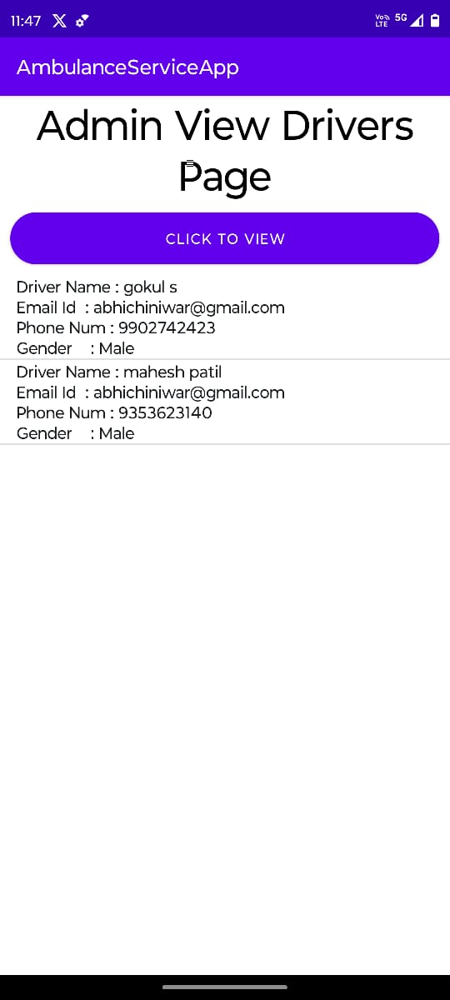 11:47
Vo LTE 5G
AmbulanceServiceApp
Admin View Drivers
Page
CLICK TO VIEW
Driver Name : gokul s
Email Id : abhichiniwar@gmail.com
Phone Num : 9902742423
Gender : Male
Driver Name : mahesh patil
Email Id : abhichiniwar@gmail.com
Phone Num : 9353623140
Gender : Male